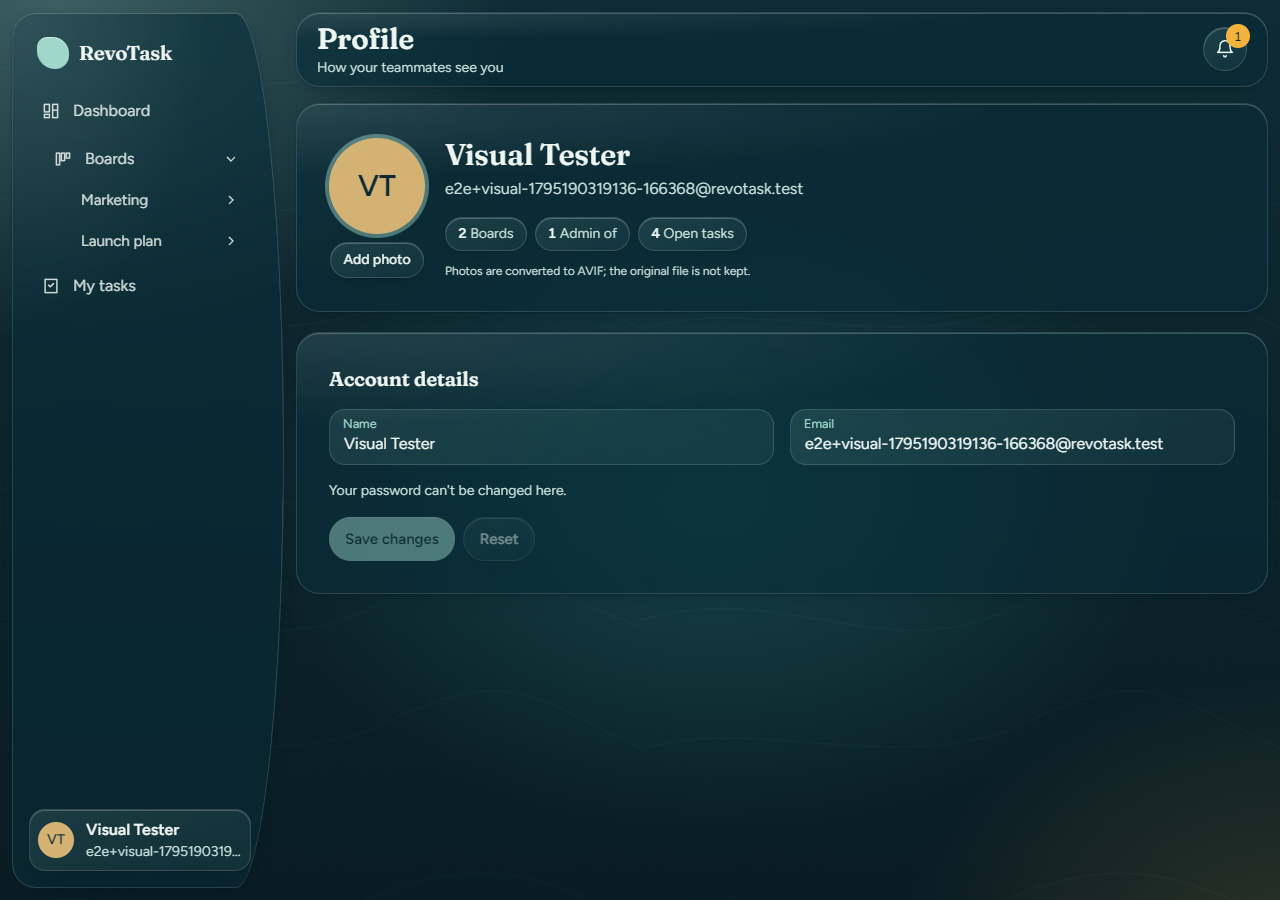 RevoTask
Dashboard
Boards
Marketing
Launch plan
My tasks
VT
Visual Tester
e2e+visual-1795190319...
Profile
How your teammates see you
1
VT
Add photo
Visual Tester
e2e+visual-1795190319136-166368@revotask.test
2 Boards
1 Admin of
4 Open tasks
Photos are converted to AVIF; the original file is not kept.
Account details
Name
Visual Tester
Email
e2e+visual-1795190319136-166368@revotask.test
Your password can't be changed here.
Save changes
Reset